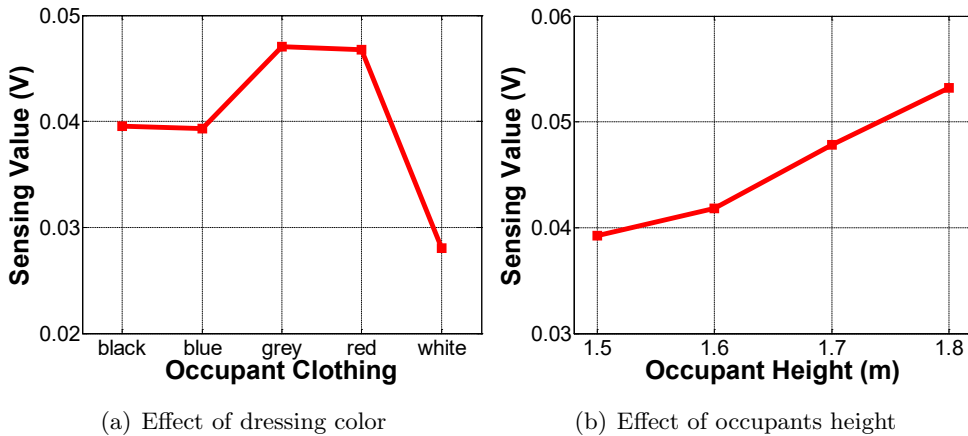 0.05
0.04
0.03
0.02
Sensing Value (V)
black blue grey red white
Occupant Clothing
(a) Effect of dressing color
0.06
0.05
0.04
0.03
Sensing Value (V)
1.5 1.6 1.7 1.8
Occupant Height (m)
(b) Effect of occupants height